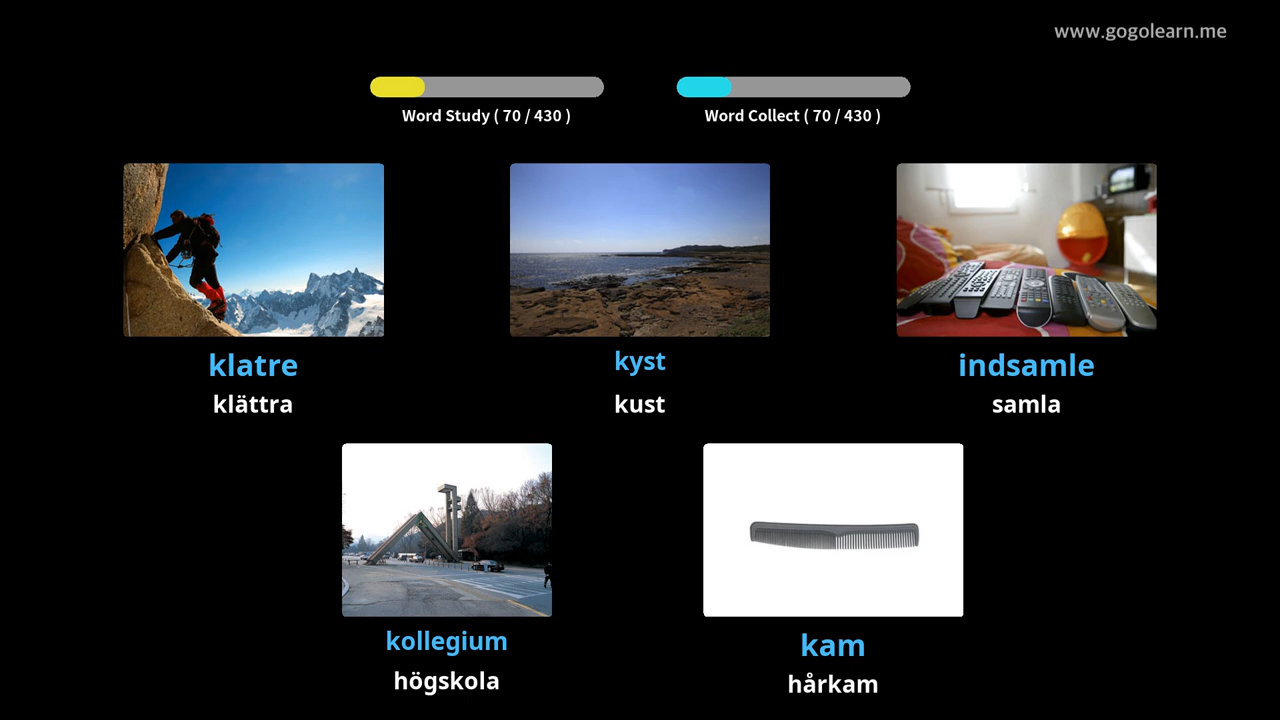 www.gogolearn.me
Word Study ( 70 / 430 )
Word Collect ( 70 / 430 )
klatre
klättra
kyst
kust
indsamle
samla
kollegium
högskola
kam
hårkam